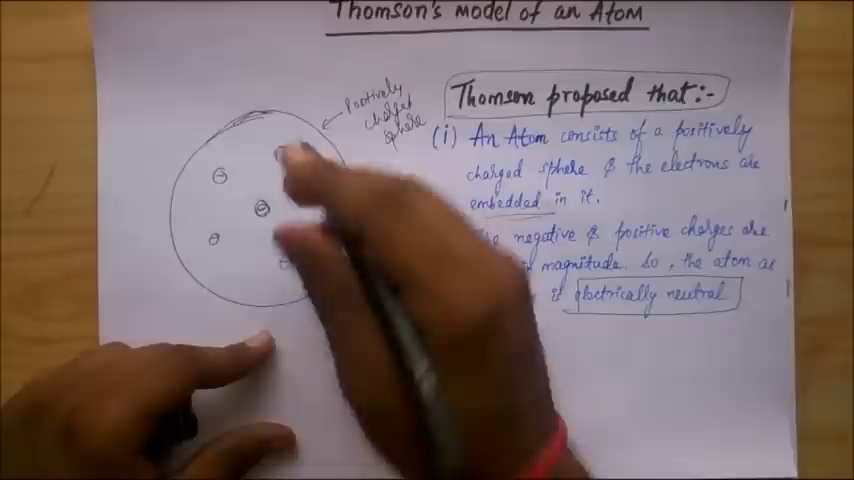 Thomson's model of an Atom
Positively
charged
sphere
Thomson proposed that:-
(i) An Atom consists of a positively
charged sphere & the electrons are
embedded in it.
negative & positive charges are
magnitude. So, the atom as
is electrically neutral